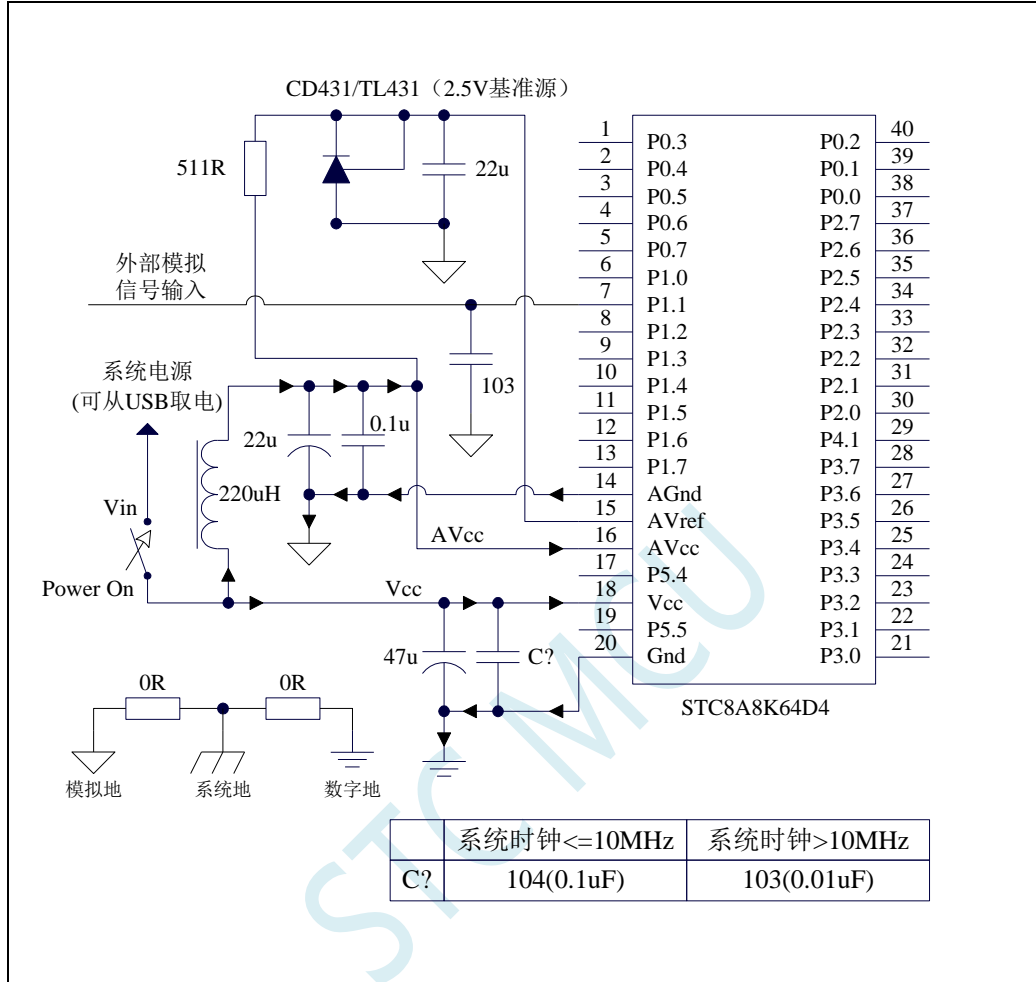 CD431/TL431（2.5V基准源）
511R
22u
外部模拟
信号输入
103
系统电源
(可从USB取电)
22u
0.1u
220uH
Vin
Power On
AVcc
Vcc
47u
C?
0R
0R
模拟地
系统地
数字地
1 P0.3 P0.2 40
2 P0.4 P0.1 39
3 P0.5 P0.0 38
4 P0.6 P2.7 37
5 P0.7 P2.6 36
6 P1.0 P2.5 35
7 P1.1 P2.4 34
8 P1.2 P2.3 33
9 P1.3 P2.2 32
10 P1.4 P2.1 31
11 P1.5 P2.0 30
12 P1.6 P4.1 29
13 P1.7 P3.7 28
14 AGnd P3.6 27
15 AVref P3.5 26
16 AVcc P3.4 25
17 P5.4 P3.3 24
18 Vcc P3.2 23
19 P5.5 P3.1 22
20 Gnd P3.0 21
STC8A8K64D4
STC MCU
系统时钟<=10MHz 系统时钟>10MHz
C? 104(0.1uF) 103(0.01uF)